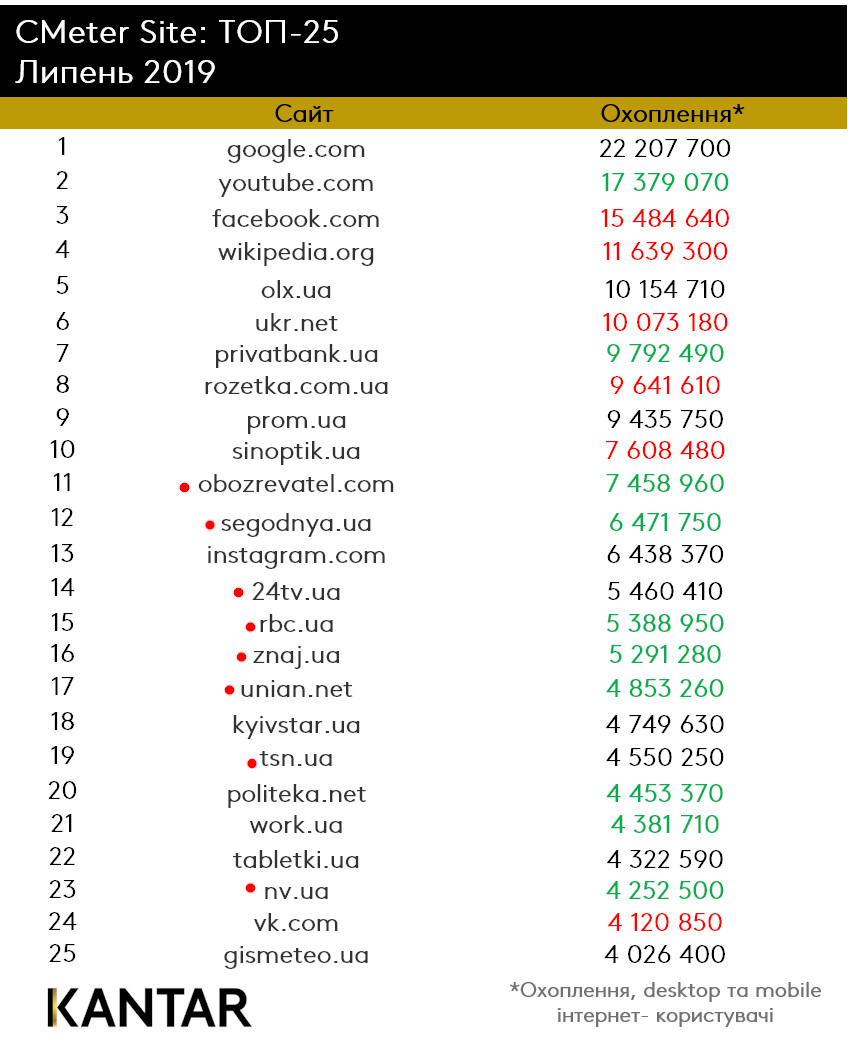 CMeter Site: ТОП-25
Липень 2019
Сайт Охоплення*
1 google.com 22 207 700
2 youtube.com 17 379 070
3 facebook.com 15 484 640
4 wikipedia.org 11 639 300
5 olx.ua 10 154 710
6 ukr.net 10 073 180
7 privatbank.ua 9 792 490
8 rozetka.com.ua 9 641 610
9 prom.ua 9 435 750
10 sinoptik.ua 7 608 480
11 obozrevatel.com 7 458 960
12 segodnya.ua 6 471 750
13 instagram.com 6 438 370
14 24tv.ua 5 460 410
15 rbc.ua 5 388 950
16 znaj.ua 5 291 280
17 unian.net 4 853 260
18 kyivstar.ua 4 749 630
19 tsn.ua 4 550 250
20 politeka.net 4 453 370
21 work.ua 4 381 710
22 tabletki.ua 4 322 590
23 nv.ua 4 252 500
24 vk.com 4 120 850
25 gismeteo.ua 4 026 400
KANTAR
*Охоплення, desktop та mobile
інтернет- користувачі